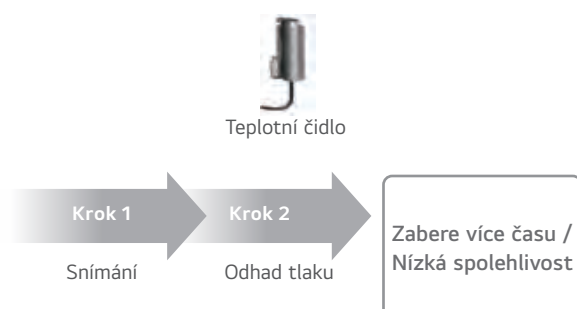 Teplotní čidlo
Krok 1
Krok 2
Snímání
Odhad tlaku
Zabere více času /
Nízká spolehlivost